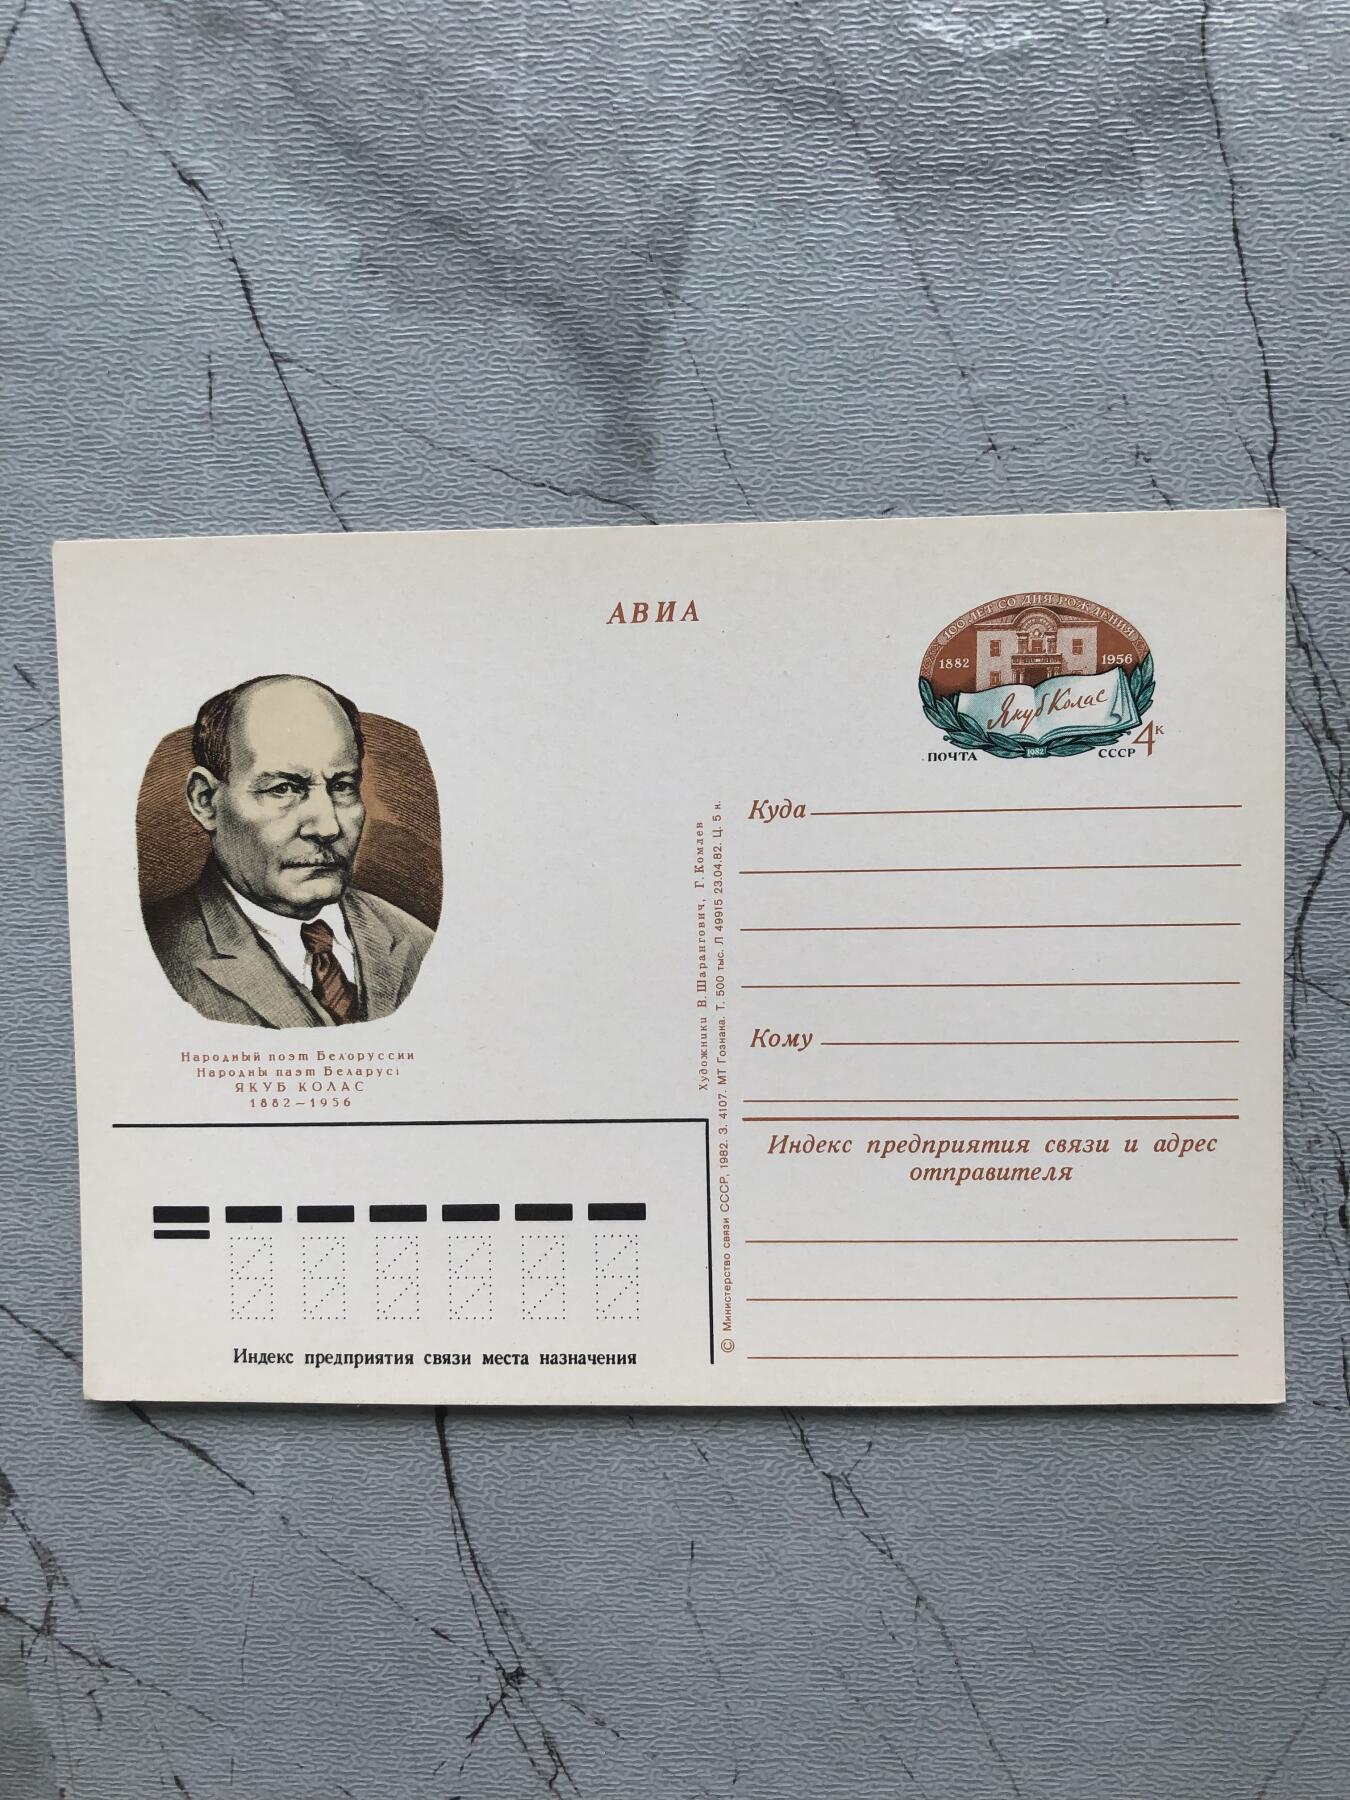 АВИА
100 ЛЕТ СО ДНЯ РОЖДЕНИЯ
1882 1956
Якуб Колас
ПОЧТА 1982 СССР 4к
Народный поэт Белоруссии
Народны паэт Беларусі
ЯКУБ КОЛАС
1882–1956
Индекс предприятия связи места назначения
Художники В. Шарангович, Г. Комлев
© Министерство связи СССР, 1982. З. 4107. МТ Гознака. Т. 500 тыс. Л 49915 23.04.82. Ц. 5 к.
Куда
Кому
Индекс предприятия связи и адрес
отправителя